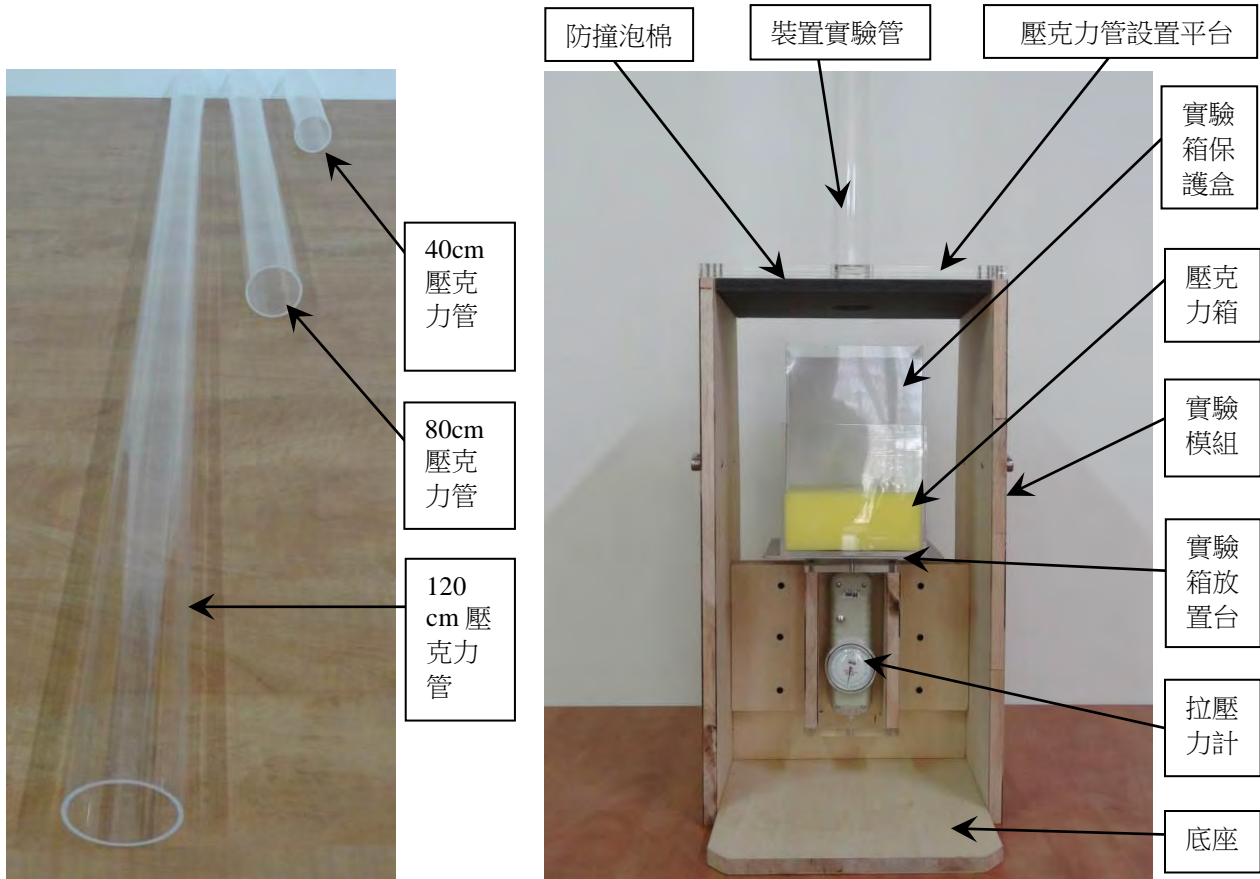 防撞泡棉
裝置實驗管
壓克力管設置平台
實驗
箱保
護盒
40cm
壓克
力管
壓克
力箱
80cm
壓克
力管
實驗
模組
120
cm 壓
克力
管
實驗
箱放
置台
拉壓
力計
底座